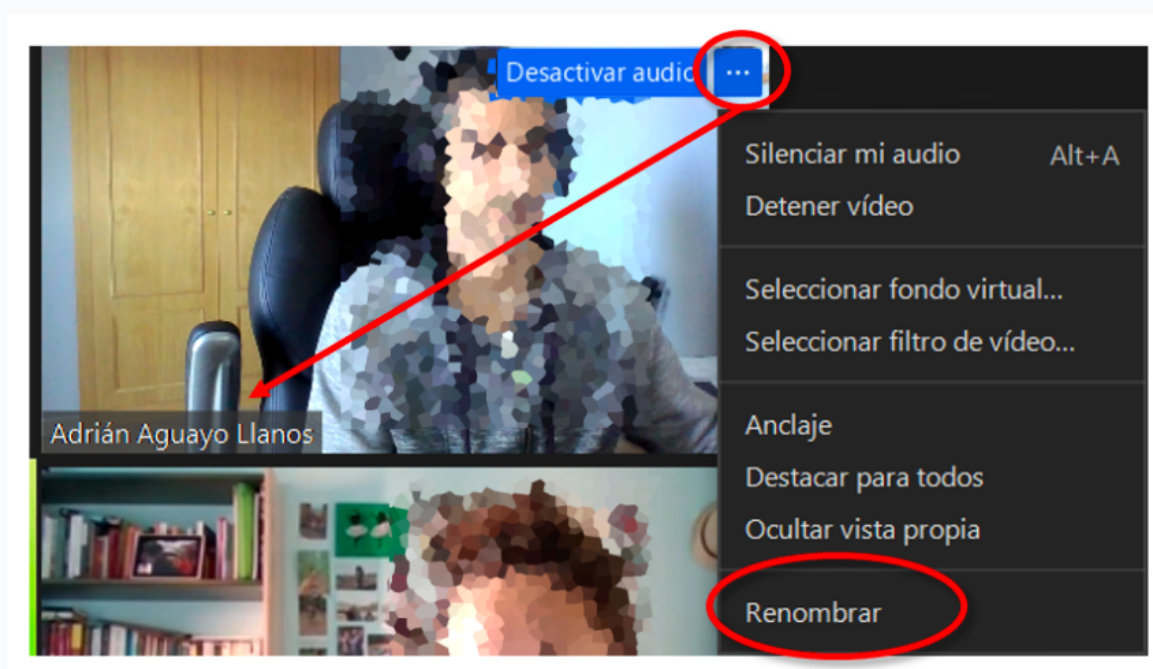 Desactivar audio ...
Silenciar mi audio Alt+A
Detener vídeo
Seleccionar fondo virtual...
Seleccionar filtro de vídeo...
Anclaje
Destacar para todos
Ocultar vista propia
Renombrar
Adrián Aguayo Llanos